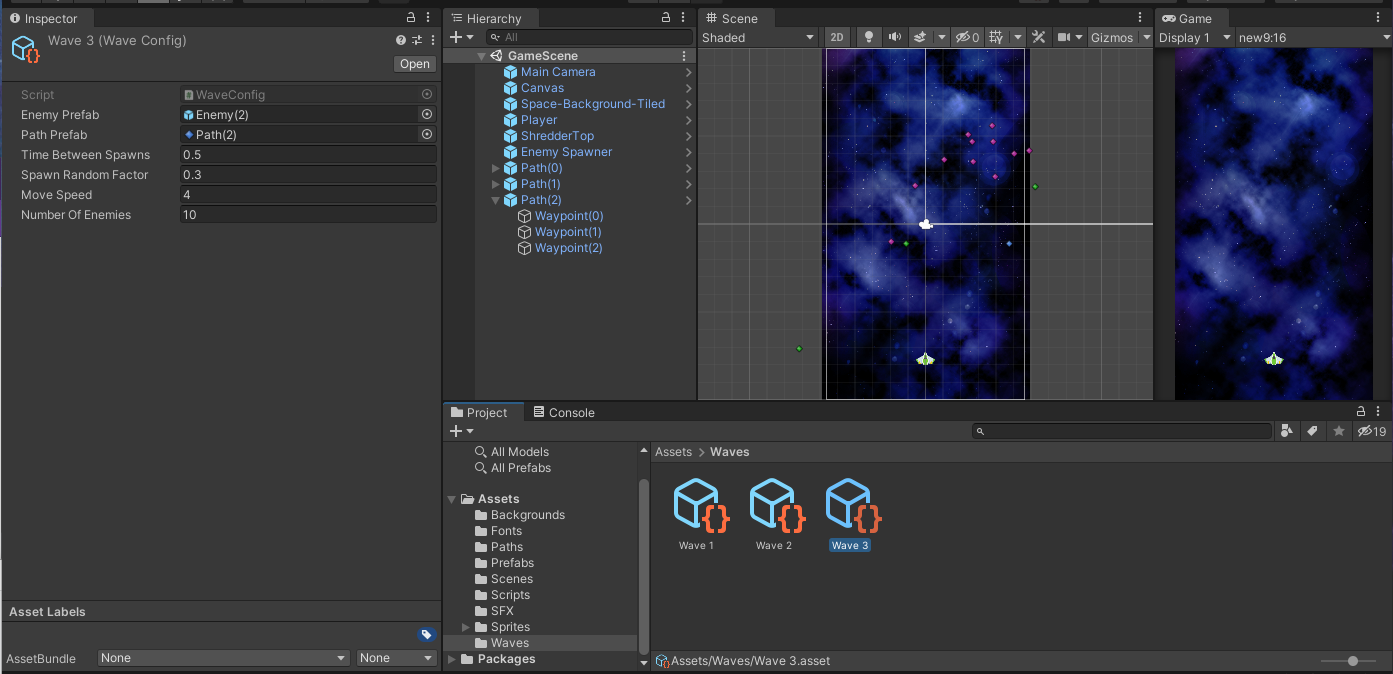 Inspector
Wave 3 (Wave Config)
Open
Script WaveConfig
Enemy Prefab Enemy(2)
Path Prefab Path(2)
Time Between Spawns 0.5
Spawn Random Factor 0.3
Move Speed 4
Number Of Enemies 10
Asset Labels
AssetBundle None None
Hierarchy
All
GameScene
Main Camera
Canvas
Space-Background-Tiled
Player
ShredderTop
Enemy Spawner
Path(0)
Path(1)
Path(2)
Waypoint(0)
Waypoint(1)
Waypoint(2)
Scene
Shaded 2D 0 Gizmos
Game
Display 1 new9:16
Project Console
19
All Models
All Prefabs
Assets
Backgrounds
Fonts
Paths
Prefabs
Scenes
Scripts
SFX
Sprites
Waves
Packages
Assets > Waves
Wave 1 Wave 2 Wave 3
Assets/Waves/Wave 3.asset